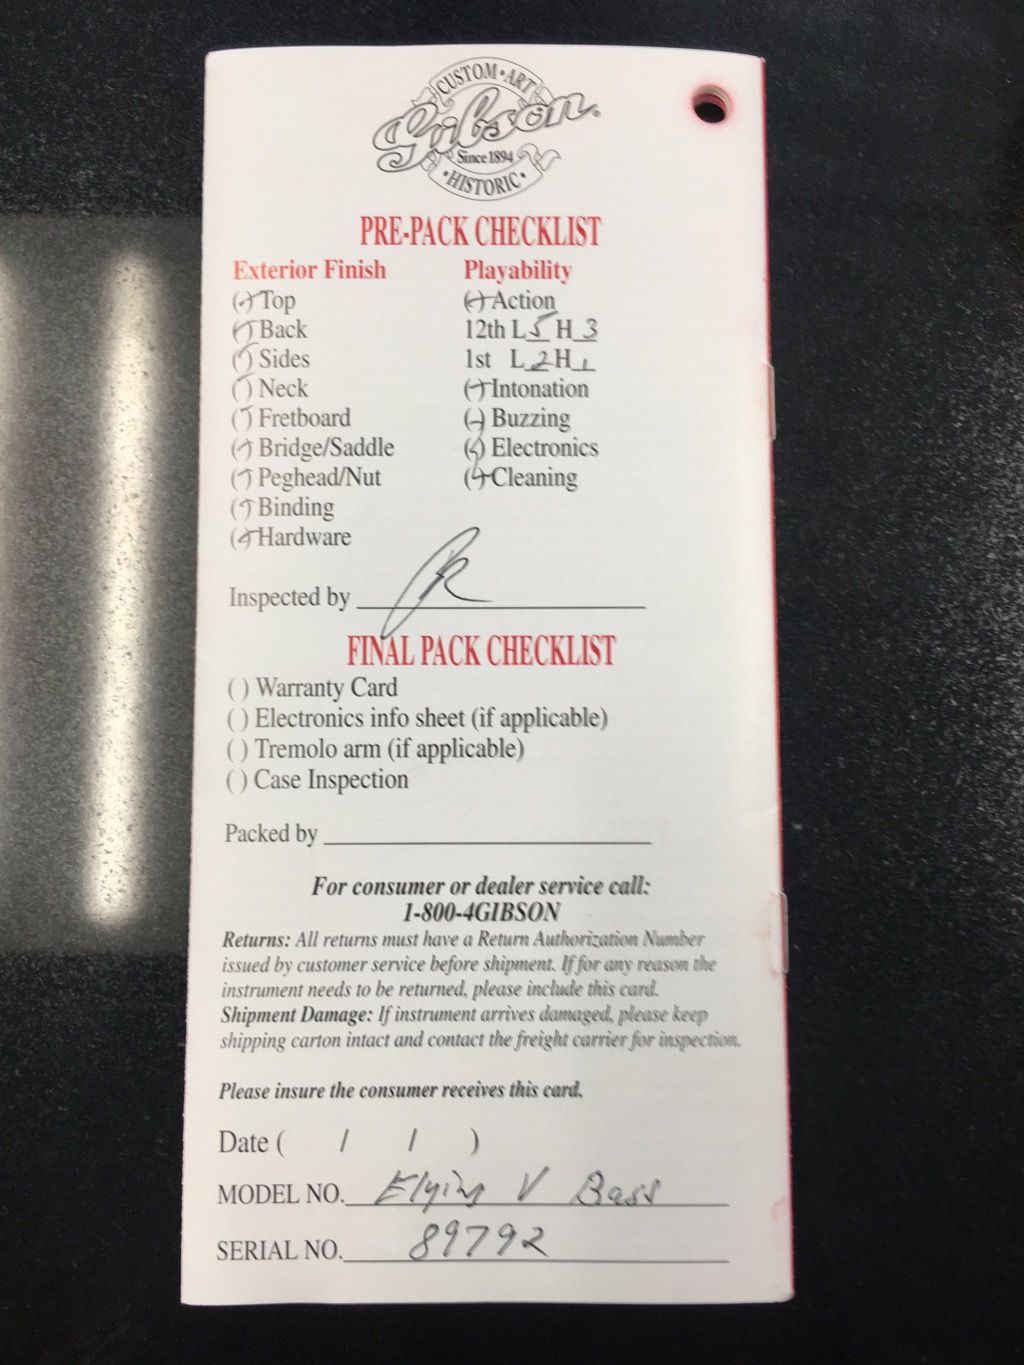 CUSTOM • ART
Gibson
Since 1894
• HISTORIC •
PRE-PACK CHECKLIST
Exterior Finish
Top
Back
Sides
Neck
Fretboard
Bridge/Saddle
Peghead/Nut
Binding
Hardware
Playability
Action
12th L 5 H 3
1st L 2 H 1
Intonation
Buzzing
Electronics
Cleaning
Inspected by
FINAL PACK CHECKLIST
( ) Warranty Card
( ) Electronics info sheet (if applicable)
( ) Tremolo arm (if applicable)
( ) Case Inspection
Packed by
For consumer or dealer service call:
1-800-4GIBSON
Returns: All returns must have a Return Authorization Number
issued by customer service before shipment. If for any reason the
instrument needs to be returned, please include this card.
Shipment Damage: If instrument arrives damaged, please keep
shipping carton intact and contact the freight carrier for inspection.
Please insure the consumer receives this card.
Date ( / / )
MODEL NO. Flying V Bass
SERIAL NO. 89792